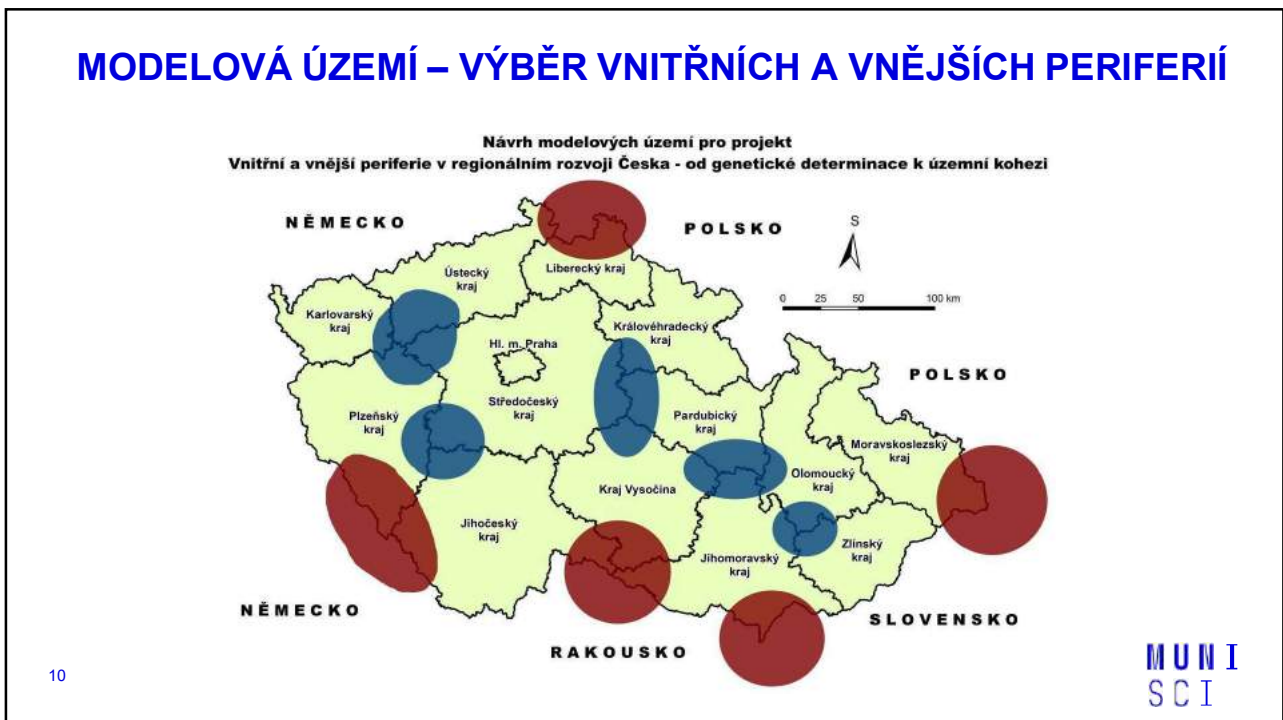 MODELOVÁ ÚZEMÍ – VÝBĚR VNITŘNÍCH A VNĚJŠÍCH PERIFERIÍ
Návrh modelových území pro projekt
Vnitřní a vnější periferie v regionálním rozvoji Česka - od genetické determinace k územní kohezi
NĚMECKO
POLSKO
S
Ústecký
kraj
Liberecký kraj
0 25 50 100 km
Karlovarský
kraj
Královéhradecký
kraj
Hl. m. Praha
POLSKO
Středočeský
kraj
Plzeňský
kraj
Pardubický
kraj
Moravskoslezský
kraj
Olomoucký
kraj
Kraj Vysočina
Jihočeský
kraj
Zlínský
kraj
Jihomoravský
kraj
NĚMECKO
SLOVENSKO
RAKOUSKO
10
MUNI
SCI